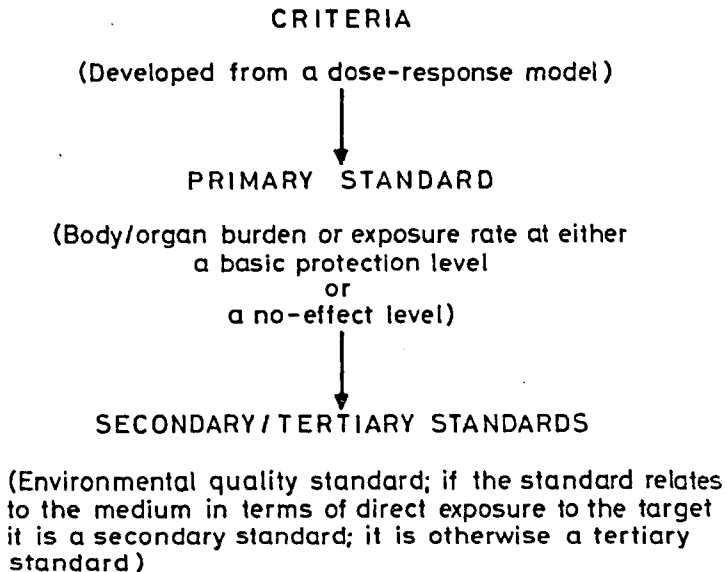 CRITERIA
(Developed from a dose-response model)
PRIMARY STANDARD
(Body/organ burden or exposure rate at either
a basic protection level
or
a no-effect level)
SECONDARY/TERTIARY STANDARDS
(Environmental quality standard; if the standard relates
to the medium in terms of direct exposure to the target
it is a secondary standard; it is otherwise a tertiary
standard)